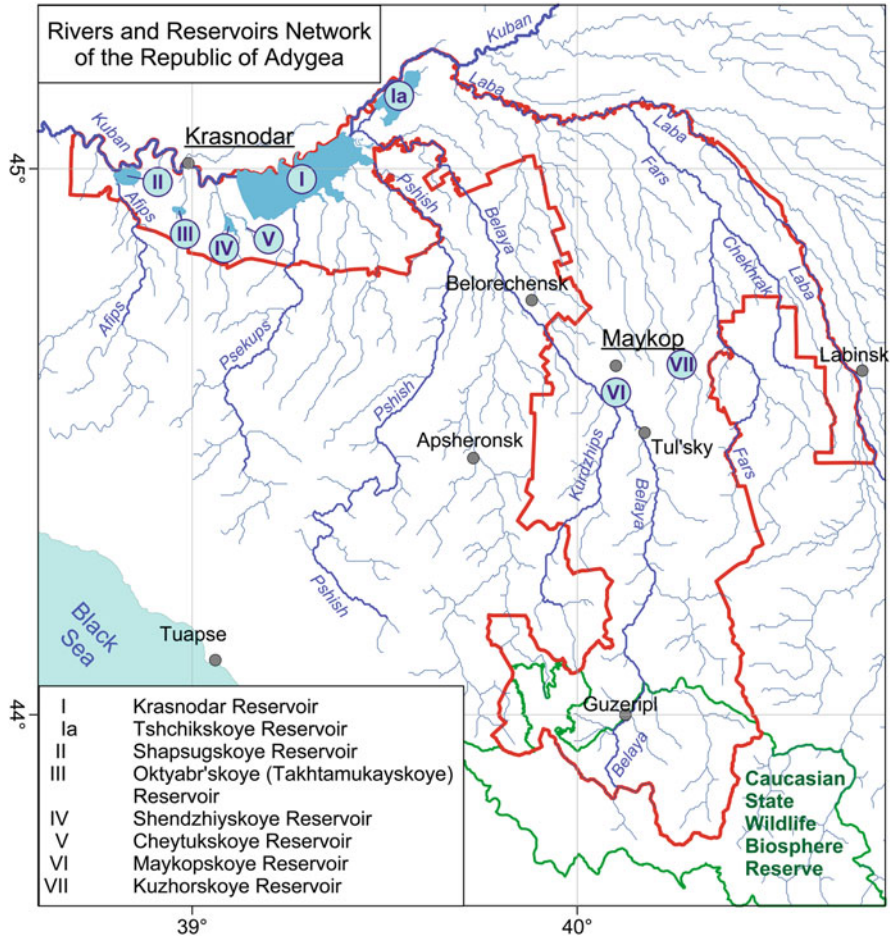 Rivers and Reservoirs Network
of the Republic of Adygea
Kuban
Ia
Laba
Kuban
Krasnodar
45°
II
I
Laba
Fars
Pshish
Afips
III
IV
V
Belaya
Chekhrak
Laba
Belorechensk
Afips
Psekups
Maykop
VII
Labinsk
VI
Pshish
Apsheronsk
Tul'sky
Kurdzhips
Belaya
Fars
Pshish
Black
Sea
Tuapse
44°
Guzeripl
Belaya
Caucasian
State
Wildlife
Biosphere
Reserve
I Krasnodar Reservoir
Ia Tshchikskoye Reservoir
II Shapsugskoye Reservoir
III Oktyabr'skoye (Takhtamukayskoye)
Reservoir
IV Shendzhiyskoye Reservoir
V Cheytukskoye Reservoir
VI Maykopskoye Reservoir
VII Kuzhorskoye Reservoir
39°
40°